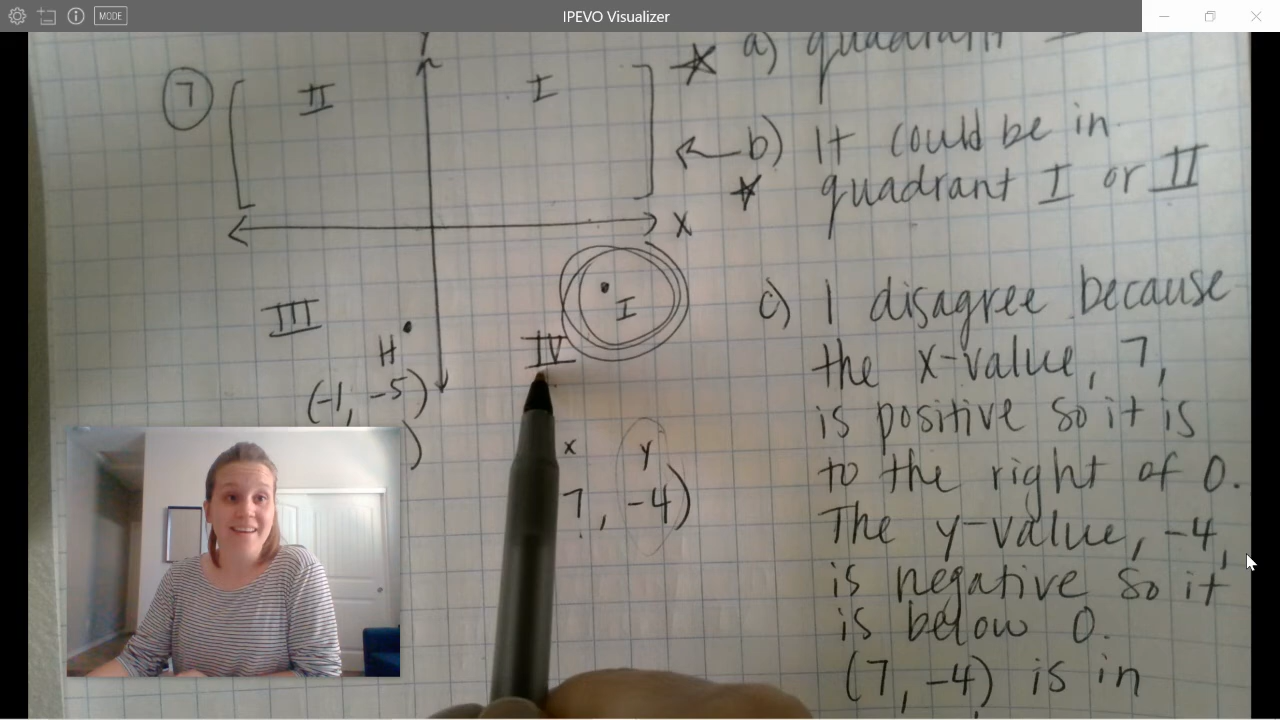 MODE
IPEVO Visualizer
a) quadrant
7
II
I
b) It could be in
quadrant I or II
X
III
I
IV
H
(-1, -5)
)
x y
7, -4)
c) I disagree because
the x-value, 7,
is positive so it is
to the right of 0.
The y-value, -4,
is negative so it
is below 0.
(7, -4) is in